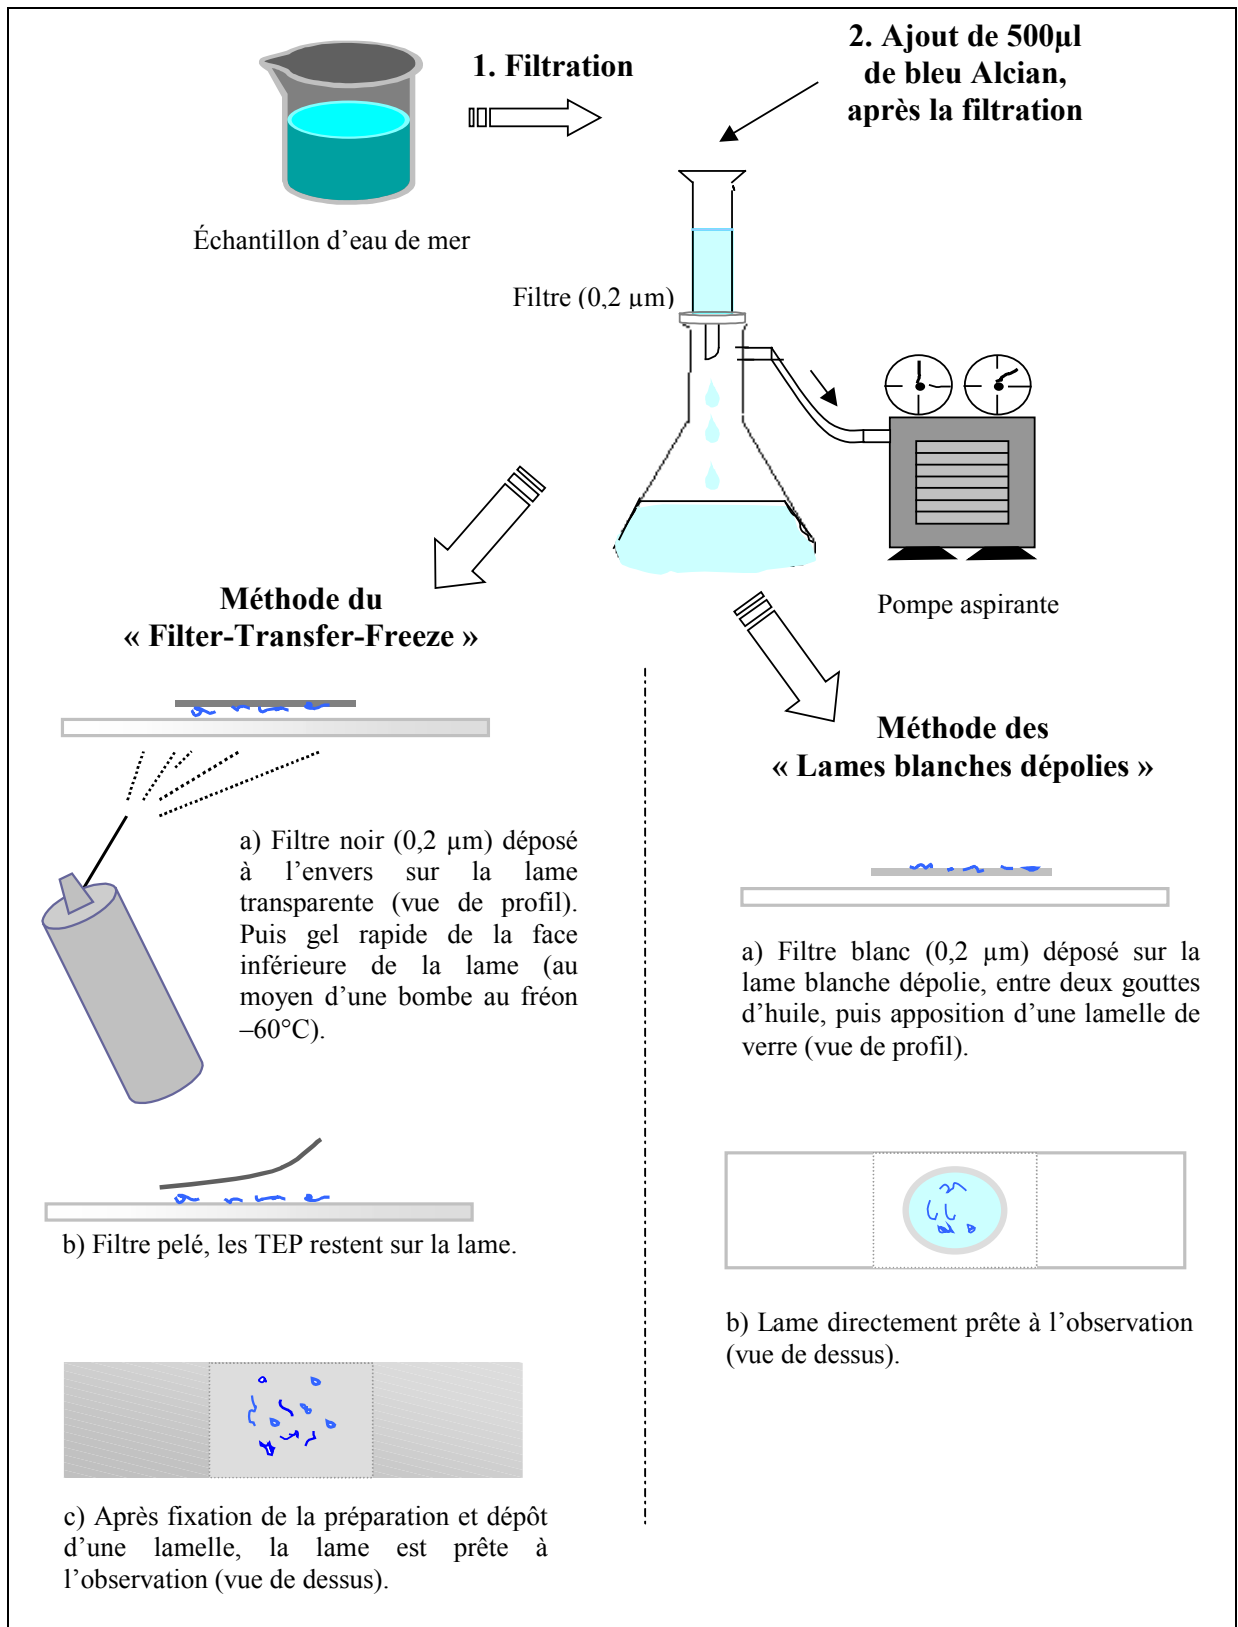 1. Filtration
2. Ajout de 500µl
de bleu Alcian,
après la filtration
Échantillon d’eau de mer
Filtre (0,2 µm)
Pompe aspirante
Méthode du
« Filter-Transfer-Freeze »
a) Filtre noir (0,2 µm) déposé
à l’envers sur la lame
transparente (vue de profil).
Puis gel rapide de la face
inférieure de la lame (au
moyen d’une bombe au fréon
–60°C).
b) Filtre pelé, les TEP restent sur la lame.
c) Après fixation de la préparation et dépôt
d’une lamelle, la lame est prête à
l’observation (vue de dessus).
Méthode des
« Lames blanches dépolies »
a) Filtre blanc (0,2 µm) déposé sur la
lame blanche dépolie, entre deux gouttes
d’huile, puis apposition d’une lamelle de
verre (vue de profil).
b) Lame directement prête à l’observation
(vue de dessus).